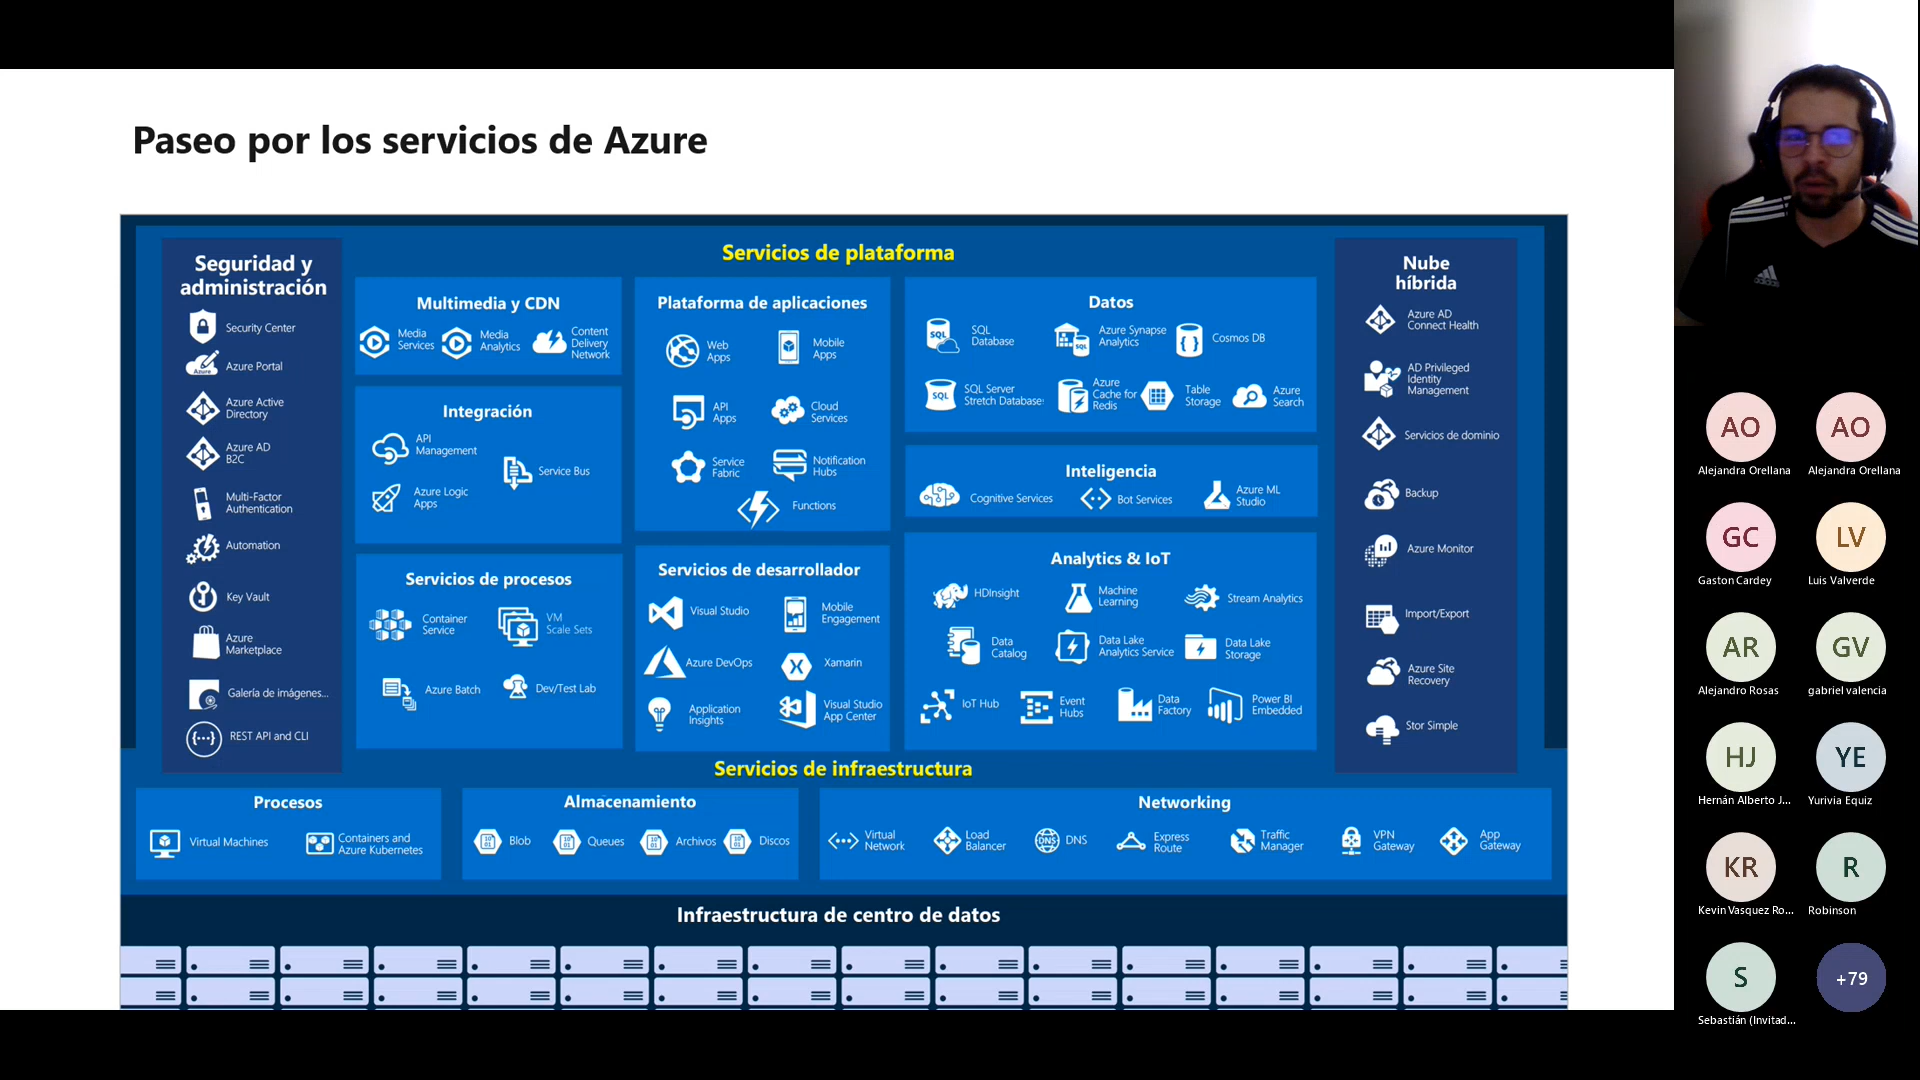 Paseo por los servicios de Azure
Servicios de plataforma
Seguridad y
administración
Security Center
Azure Portal
Azure Active
Directory
Azure AD
B2C
Multi-Factor
Authentication
Automation
Key Vault
Azure
Marketplace
Galería de imágenes...
REST API and CLI
Multimedia y CDN
Media
Services
Media
Analytics
Content
Delivery
Network
Integración
API
Management
Service Bus
Azure Logic
Apps
Servicios de procesos
Container
Service
VM
Scale Sets
Azure Batch
Dev/Test Lab
Plataforma de aplicaciones
Web
Apps
Mobile
Apps
API
Apps
Cloud
Services
Service
Fabric
Notification
Hubs
Functions
Servicios de desarrollador
Visual Studio
Mobile
Engagement
Azure DevOps
Xamarin
Application
Insights
Visual Studio
App Center
Datos
SQL
SQL
Database
Azure Synapse
Analytics
SQL
Cosmos DB
SQL
SQL Server
Stretch Database
Azure
Cache for
Redis
Table
Storage
Azure
Search
Inteligencia
Cognitive Services
Bot Services
Azure ML
Studio
Analytics & IoT
HDInsight
Machine
Learning
Stream Analytics
Data
Catalog
Data Lake
Analytics Service
Data Lake
Storage
IoT Hub
Event
Hubs
Data
Factory
Power BI
Embedded
Nube
híbrida
Azure AD
Connect Health
AD Privileged
Identity
Management
Servicios de dominio
Backup
Azure Monitor
Import/Export
Azure Site
Recovery
Stor Simple
Servicios de infraestructura
Procesos
Virtual Machines
Containers and
Azure Kubernetes
Almacenamiento
Blob
Queues
Archivos
Discos
Networking
Virtual
Network
Load
Balancer
DNS
DNS
Express
Route
Traffic
Manager
VPN
Gateway
App
Gateway
Infraestructura de centro de datos
AO
Alejandra Orellana
AO
Alejandra Orellana
GC
Gaston Cardey
LV
Luis Valverde
AR
Alejandro Rosas
GV
gabriel valencia
HJ
Hernán Alberto J...
YE
Yurivia Equiz
KR
Kevin Vasquez Ro...
R
Robinson
S
Sebastián (Invitad...
+79